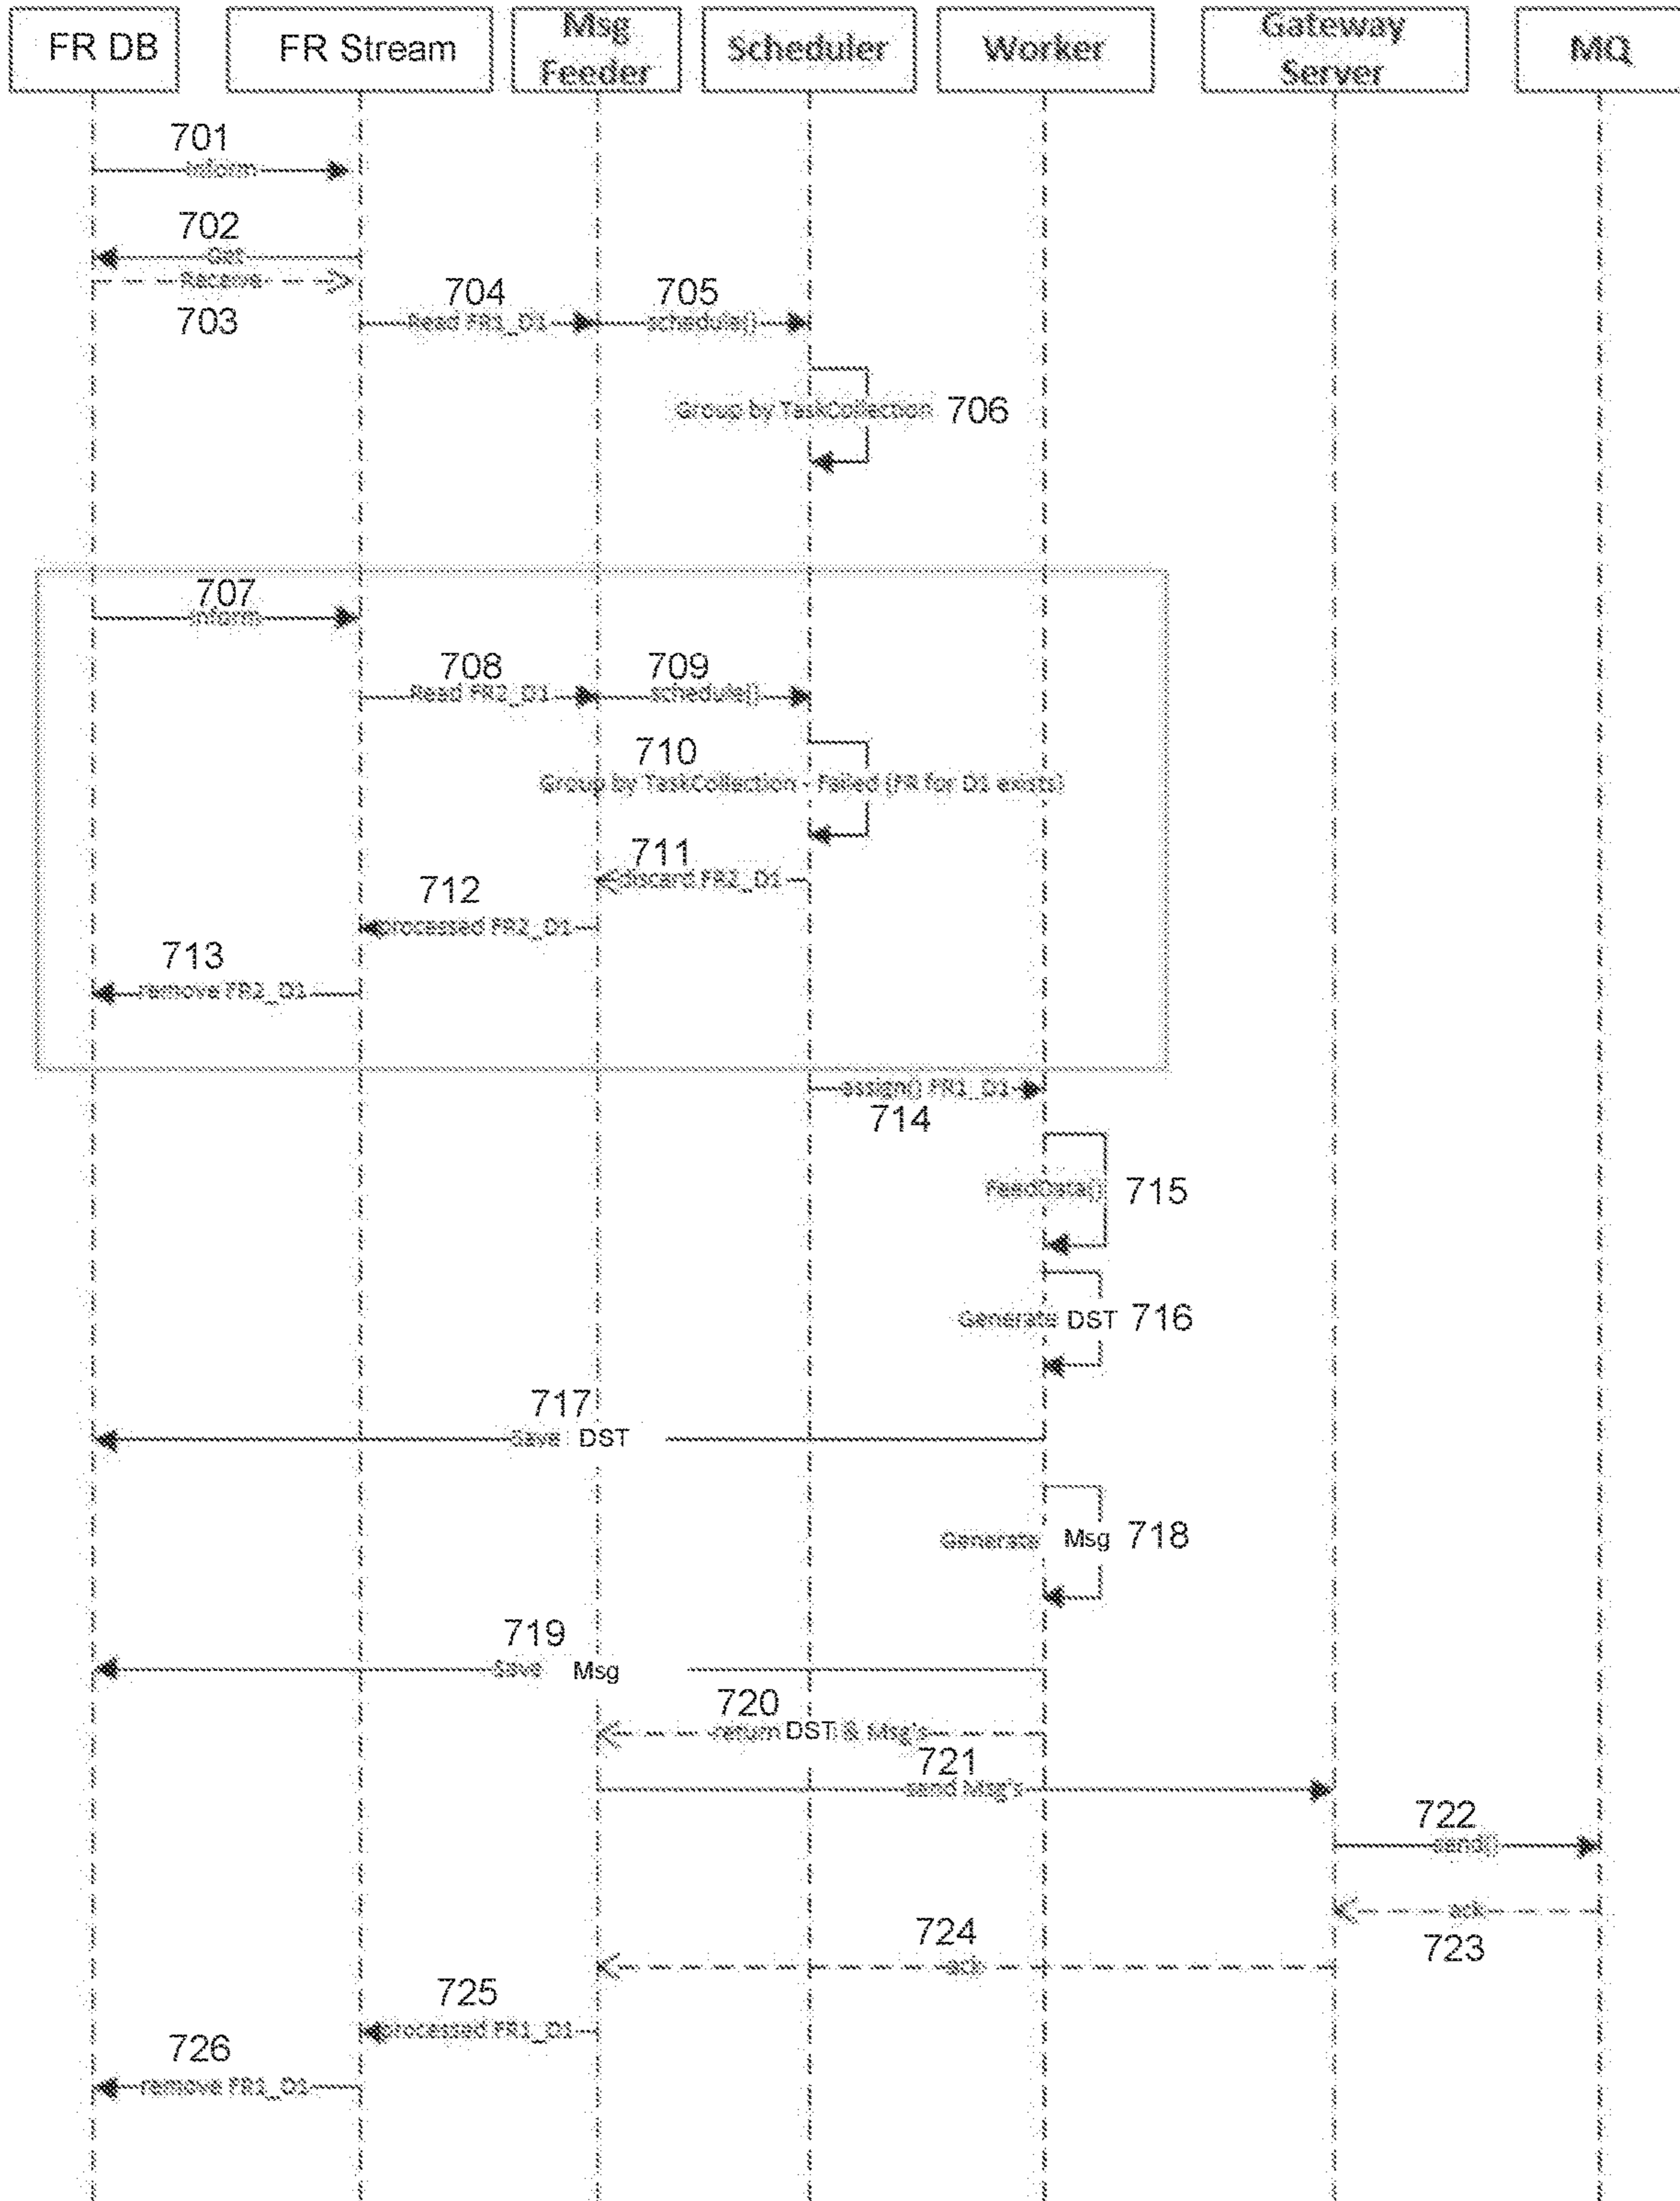 FR DB
FR Stream
Msg
Feeder
Scheduler
Worker
Gateway
Server
MQ
701
Inform
702
Get
Receive
703
704
Read FR1_D1
705
schedule()
Group by TaskCollection 706
707
Inform
708
Read FR2_D1
709
schedule()
710
Group by TaskCollection - Failed (FR for D1 exists)
711
discard FR2_D1
712
processed FR2_D1
713
remove FR2_D1
assign() FR1_D1
714
FeedData() 715
Generate DST 716
717
Save DST
Generate Msg 718
719
Save Msg
720
return DST & Msg's
721
send Msg's
722
send()
ack
723
724
ack
725
processed FR1_D1
726
remove FR1_D1